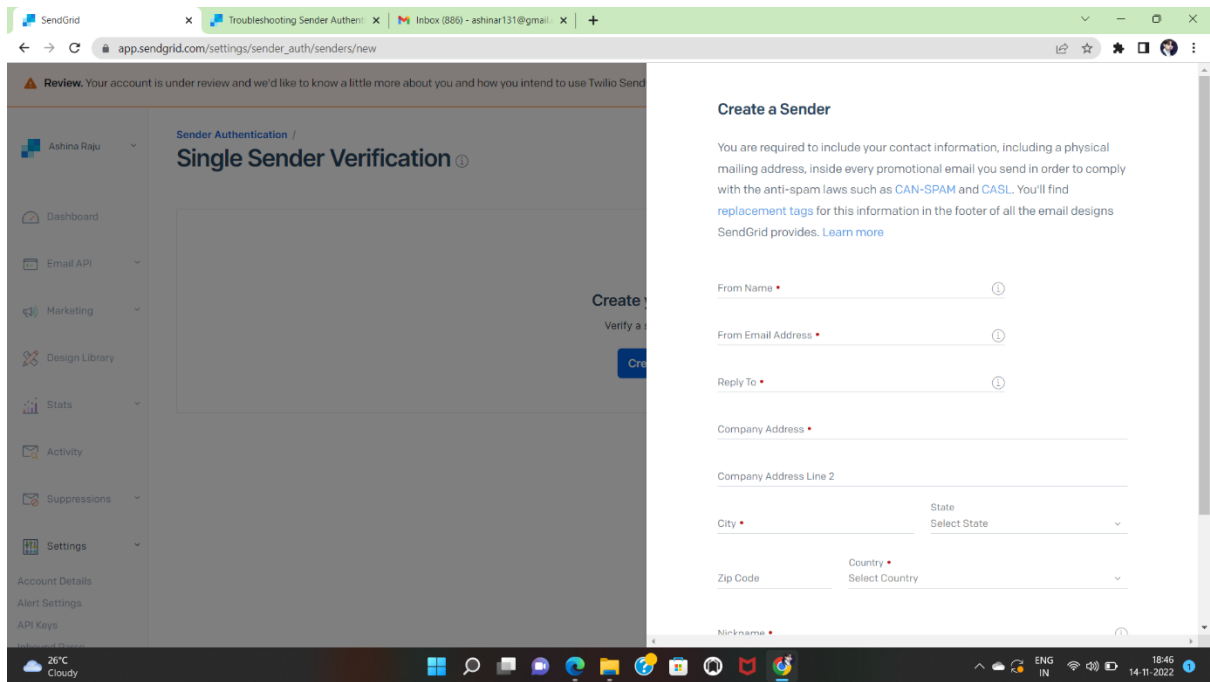 SendGrid
Troubleshooting Sender Authent
Inbox (886) - ashinar131@gmail.
app.sendgrid.com/settings/sender_auth/senders/new
Review. Your account is under review and we'd like to know a little more about you and how you intend to use Twilio Send
Ashina Raju
Dashboard
Email API
Marketing
Design Library
Stats
Activity
Suppressions
Settings
Account Details
Alert Settings
API Keys
Sender Authentication /
Single Sender Verification
Create
Verify a
Cre
Create a Sender
You are required to include your contact information, including a physical
mailing address, inside every promotional email you send in order to comply
with the anti-spam laws such as CAN-SPAM and CASL. You'll find
replacement tags for this information in the footer of all the email designs
SendGrid provides. Learn more
From Name •
From Email Address •
Reply To •
Company Address •
Company Address Line 2
City •
State
Select State
Zip Code
Country •
Select Country
Nickname •
26°C
Cloudy
ENG
IN
18:46
14-11-2022
1